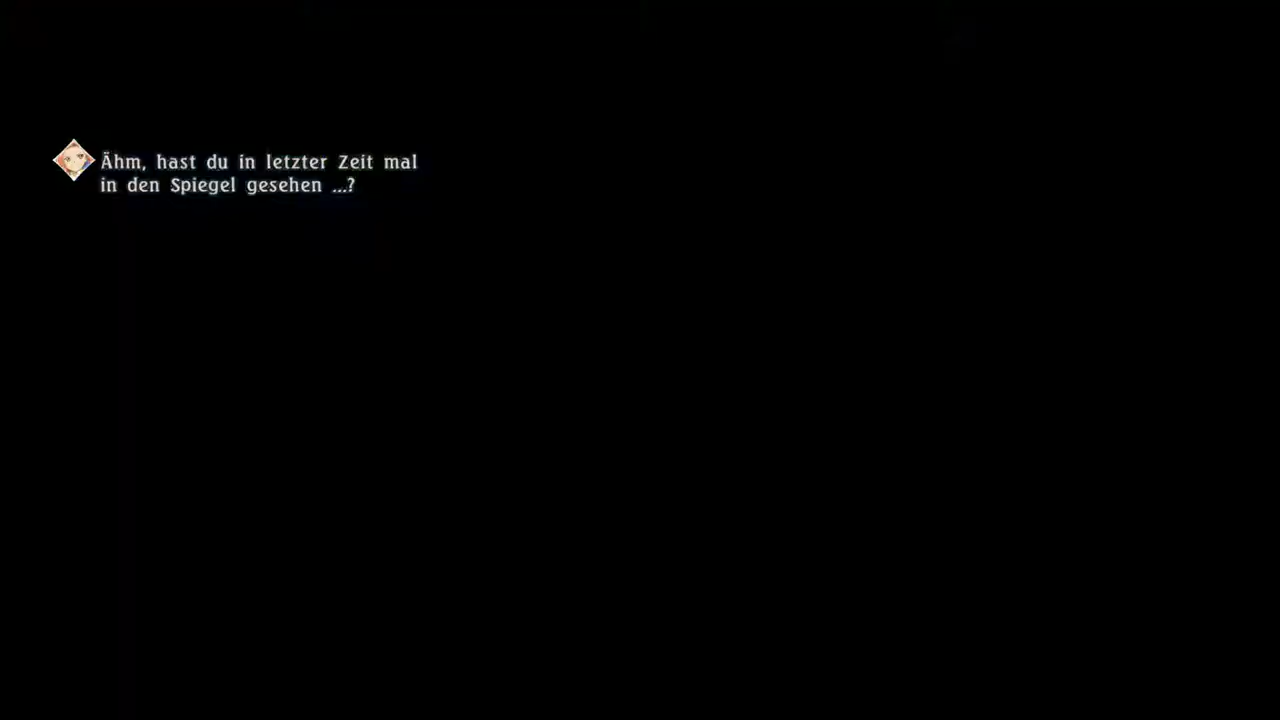 Ähm, hast du in letzter Zeit mal
in den Spiegel gesehen ...?